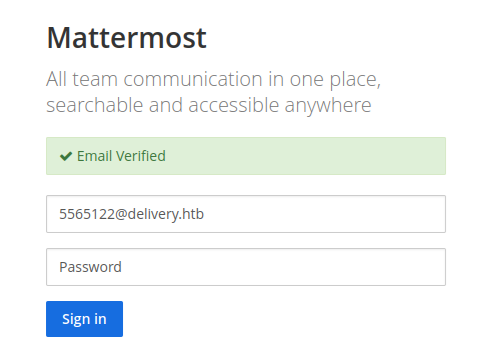 Mattermost
All team communication in one place,
searchable and accessible anywhere
✔ Email Verified
5565122@delivery.htb
Password
Sign in